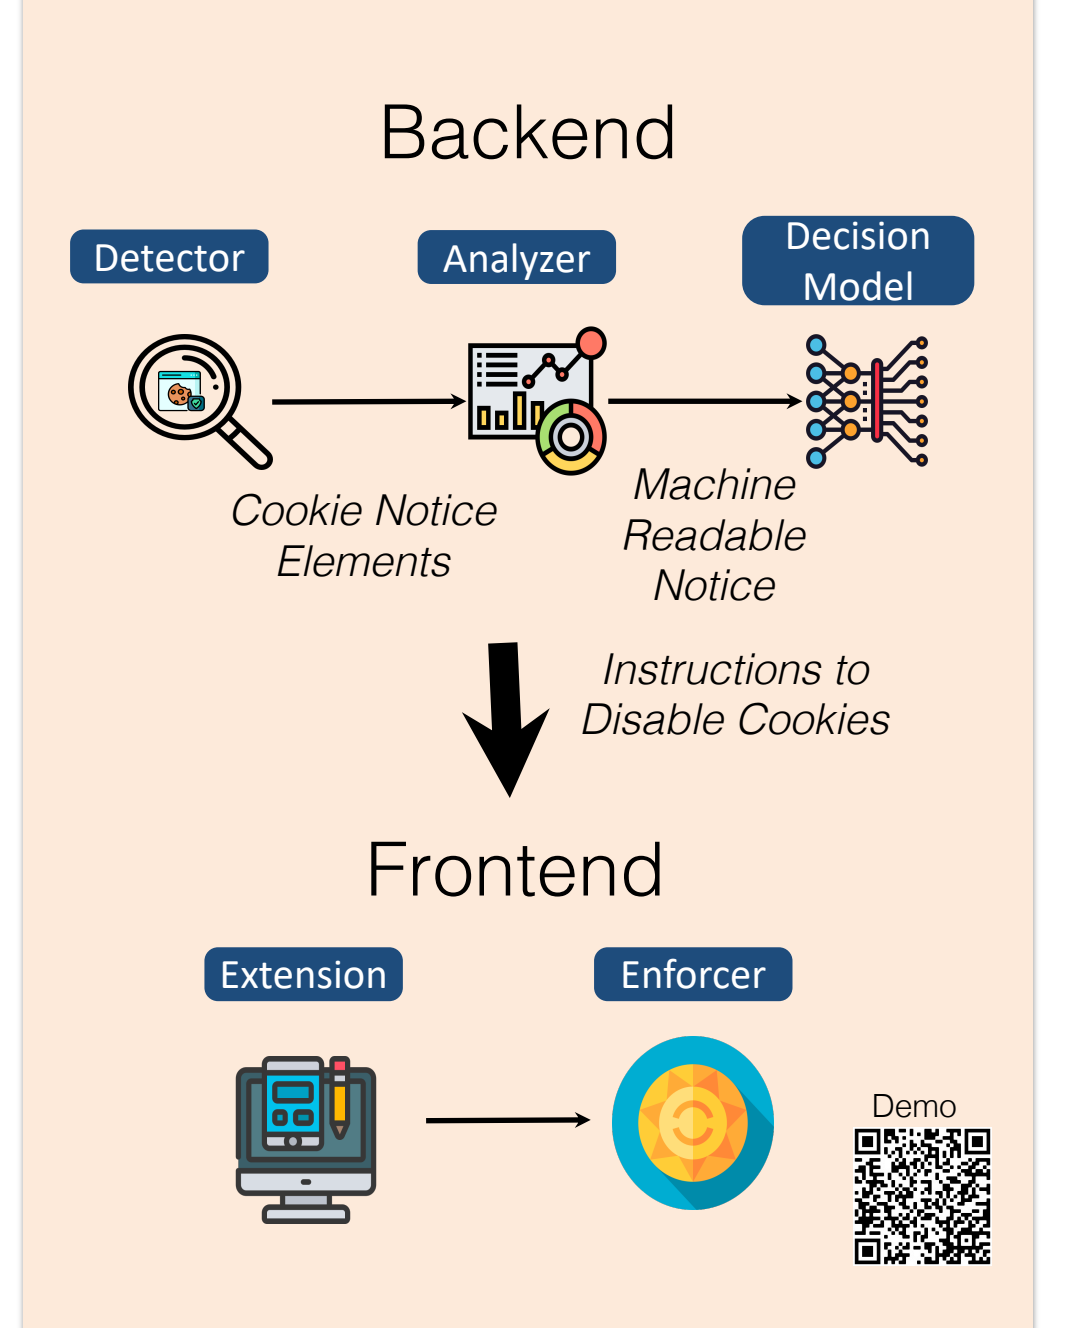 Backend
Detector
Analyzer
Decision
Model
Cookie Notice
Elements
Machine
Readable
Notice
Instructions to
Disable Cookies
Frontend
Extension
Enforcer
Demo